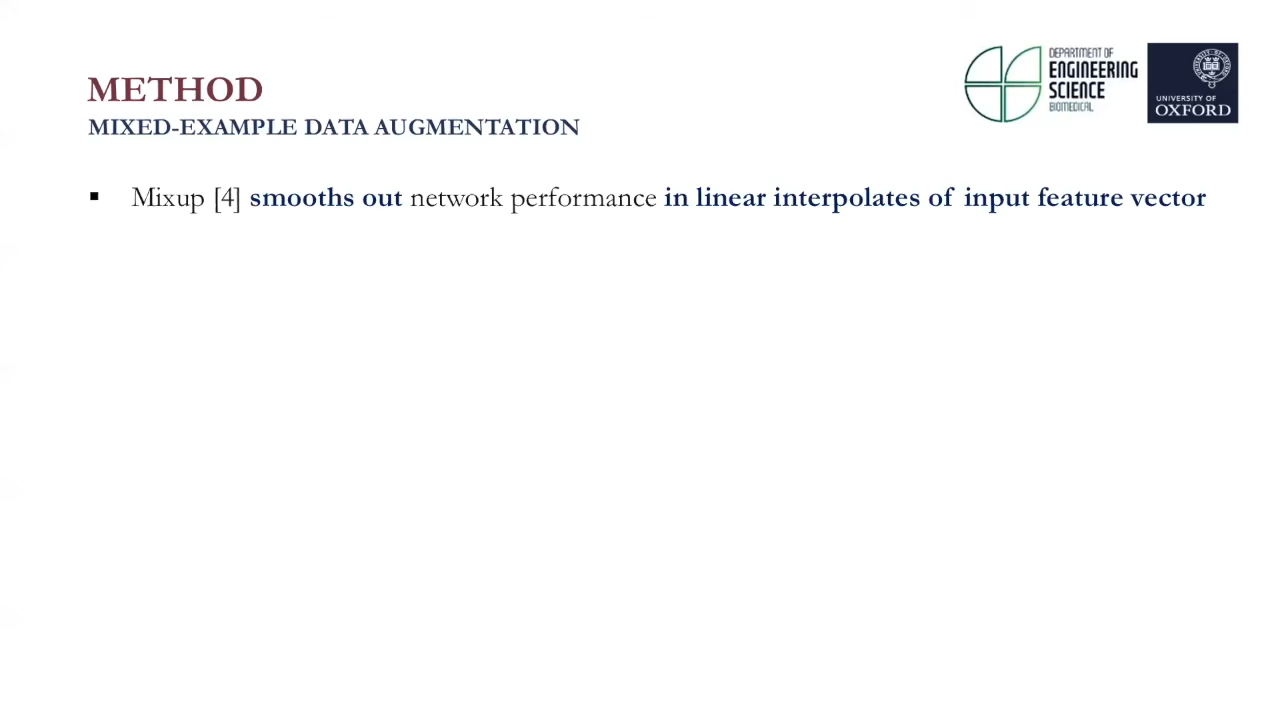 METHOD
MIXED-EXAMPLE DATA AUGMENTATION
DEPARTMENT OF
ENGINEERING
SCIENCE
BIOMEDICAL
UNIVERSITY OF
OXFORD
▪ Mixup [4] smooths out network performance in linear interpolates of input feature vector